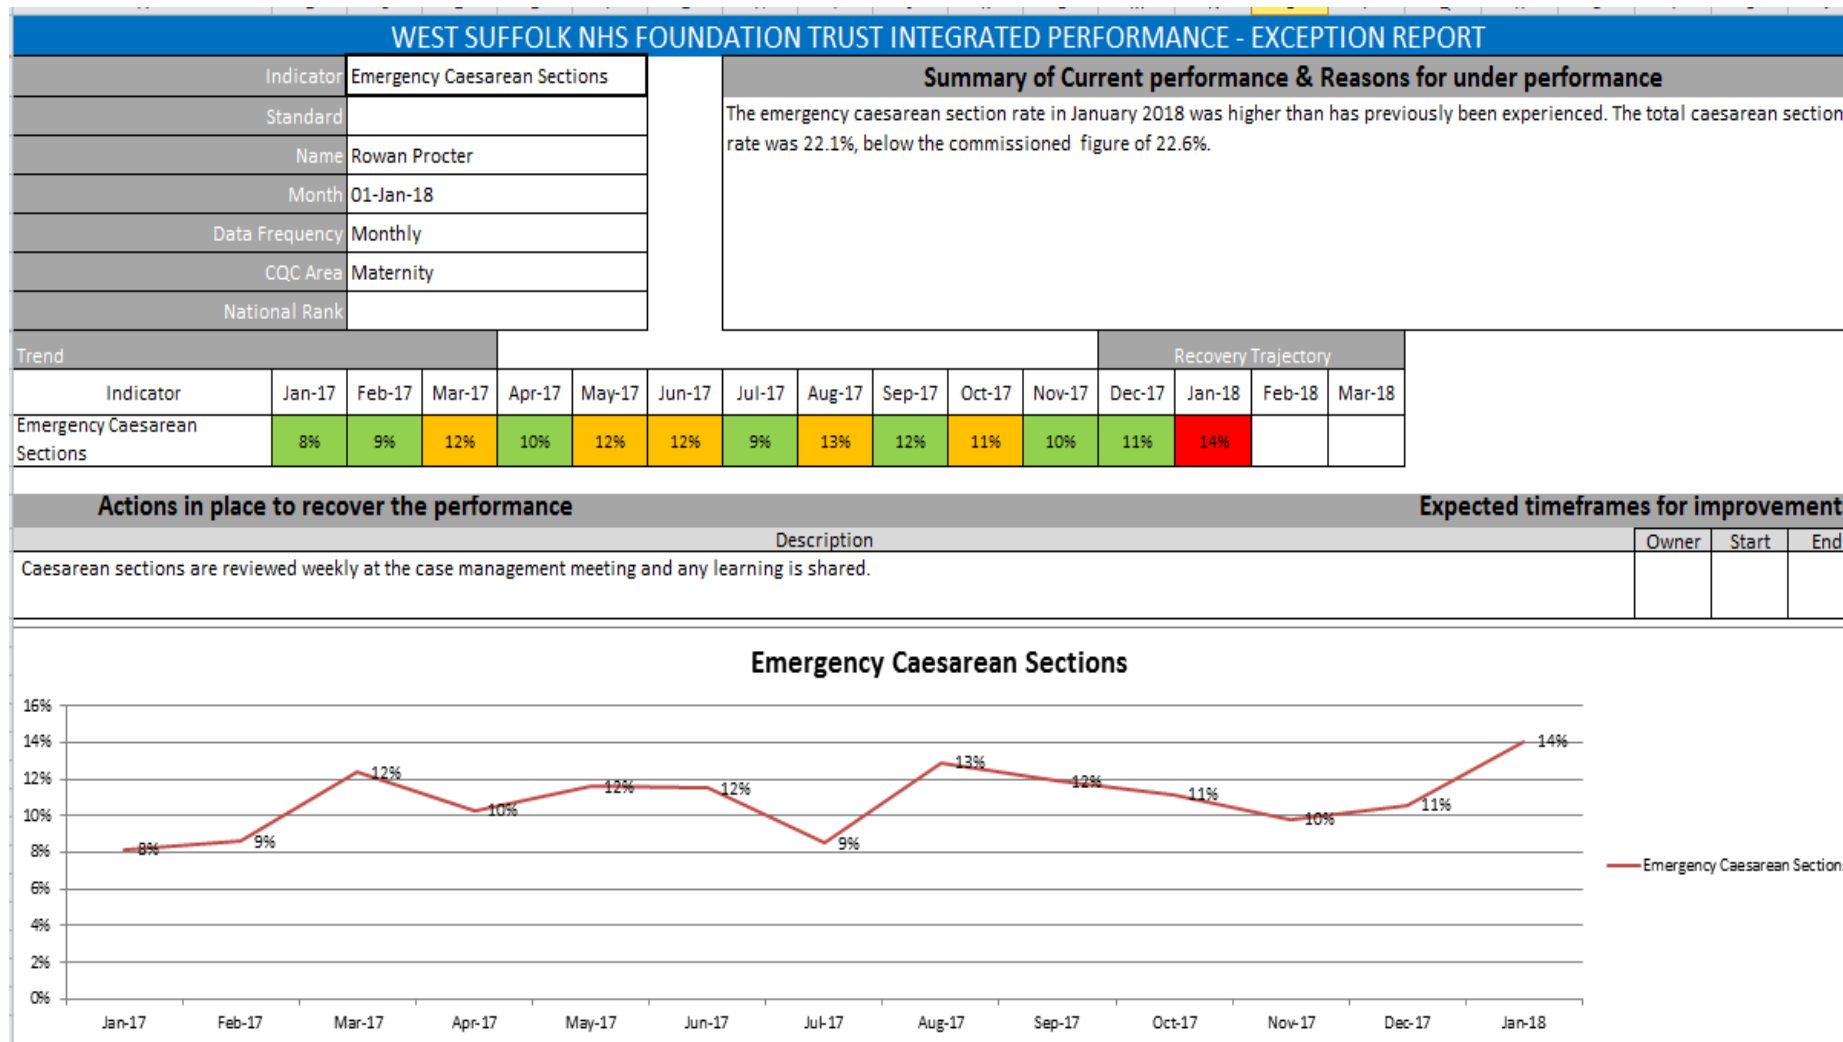 WEST SUFFOLK NHS FOUNDATION TRUST INTEGRATED PERFORMANCE - EXCEPTION REPORT
Indicator Emergency Caesarean Sections
Standard
Name Rowan Procter
Month 01-Jan-18
Data Frequency Monthly
CQC Area Maternity
National Rank
Summary of Current performance & Reasons for under performance
The emergency caesarean section rate in January 2018 was higher than has previously been experienced. The total caesarean section
rate was 22.1%, below the commissioned figure of 22.6%.
Trend Recovery Trajectory
Indicator Jan-17 Feb-17 Mar-17 Apr-17 May-17 Jun-17 Jul-17 Aug-17 Sep-17 Oct-17 Nov-17 Dec-17 Jan-18 Feb-18 Mar-18
Emergency Caesarean
Sections
8% 9% 12% 10% 12% 12% 9% 13% 12% 11% 10% 11% 14%
Actions in place to recover the performance Expected timeframes for improvement
Description Owner Start End
Caesarean sections are reviewed weekly at the case management meeting and any learning is shared.
Emergency Caesarean Sections
16%
14%
12%
10%
8%
6%
4%
2%
0%
8% 9% 12% 10% 12% 12% 9% 13% 12% 11% 10% 11% 14%
Jan-17 Feb-17 Mar-17 Apr-17 May-17 Jun-17 Jul-17 Aug-17 Sep-17 Oct-17 Nov-17 Dec-17 Jan-18
Emergency Caesarean Section